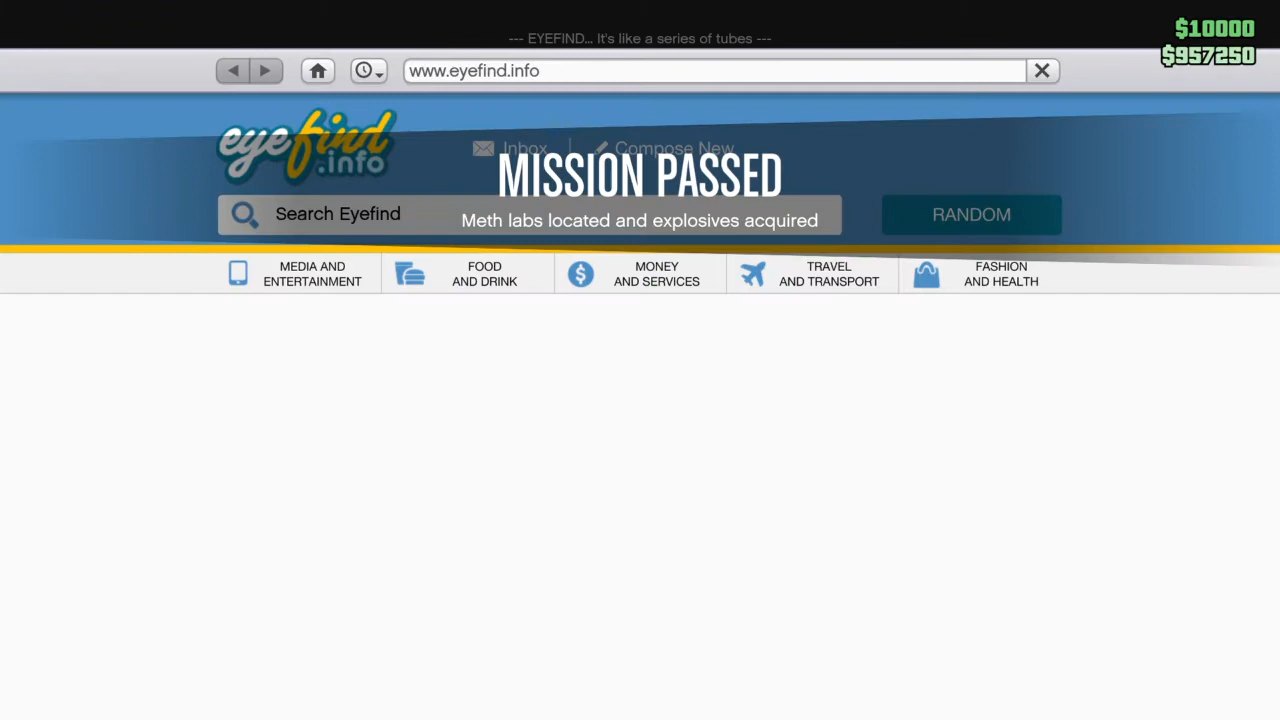 $10000
--- EYEFIND... It's like a series of tubes ---
$957250
www.eyefind.info
eyefind
.info
Inbox | Compose New
MISSION PASSED
Search Eyefind
Meth labs located and explosives acquired
RANDOM
MEDIA AND
ENTERTAINMENT
FOOD
AND DRINK
MONEY
AND SERVICES
TRAVEL
AND TRANSPORT
FASHION
AND HEALTH